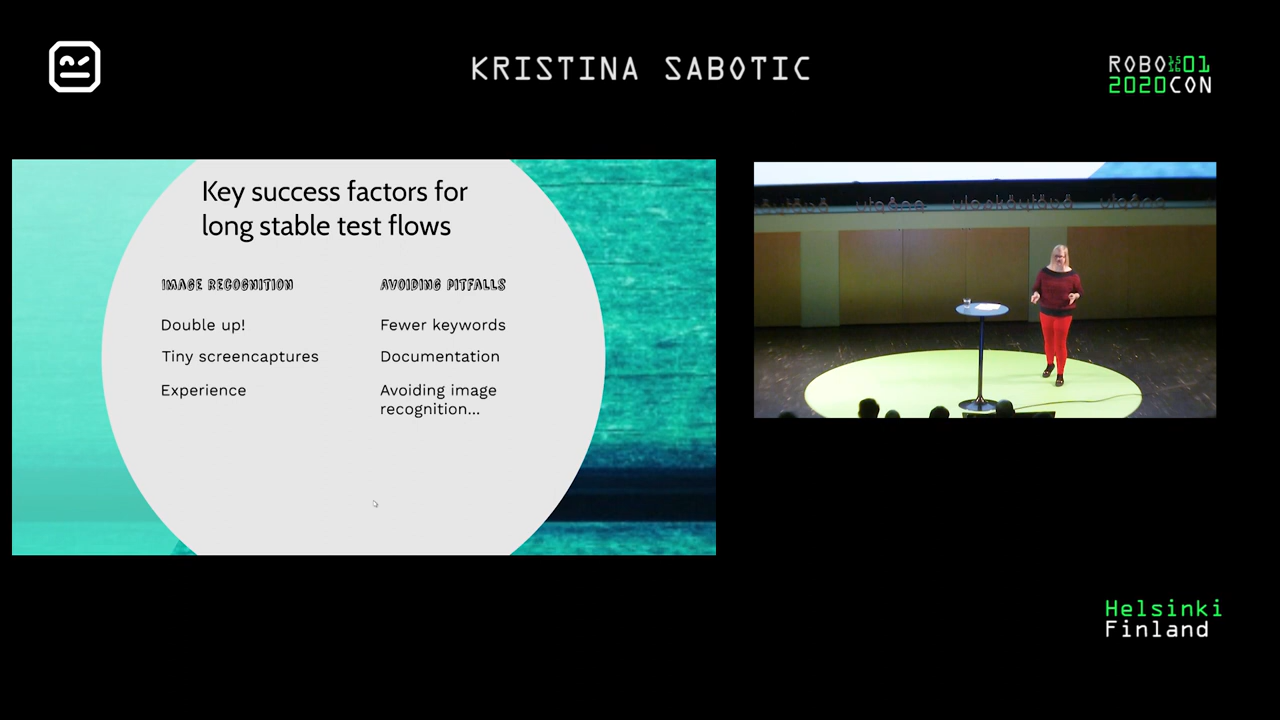 KRISTINA SABOTIC
ROBO 01
2020CON
Key success factors for
long stable test flows
IMAGE RECOGNITION
Double up!
Tiny screencaptures
Experience
AVOIDING PITFALLS
Fewer keywords
Documentation
Avoiding image
recognition...
Helsinki
Finland